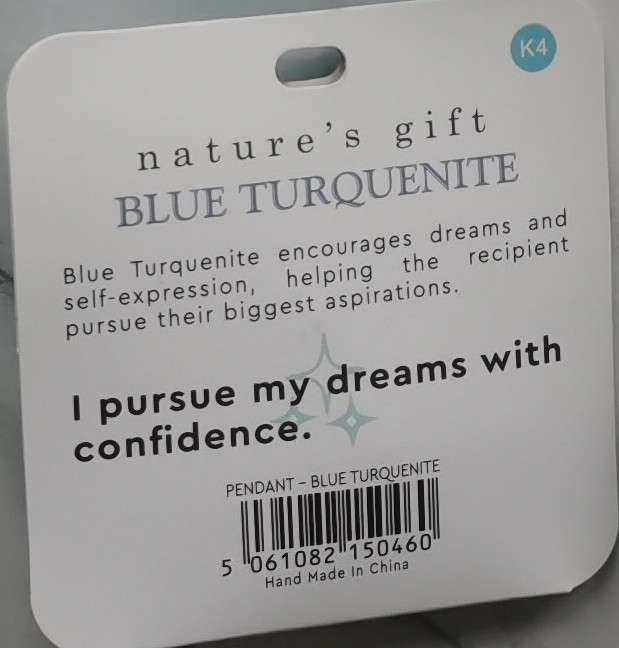 K4
nature's gift
BLUE TURQUENITE
Blue Turquenite encourages dreams and
self-expression, helping the recipient
pursue their biggest aspirations.
I pursue my dreams with
confidence.
PENDANT – BLUE TURQUENITE
5 061082 150460
Hand Made In China